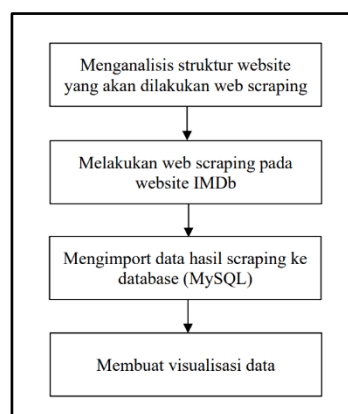 Menganalisis struktur website
yang akan dilakukan web scraping
Melakukan web scraping pada
website IMDb
Mengimport data hasil scraping ke
database (MySQL)
Membuat visualisasi data